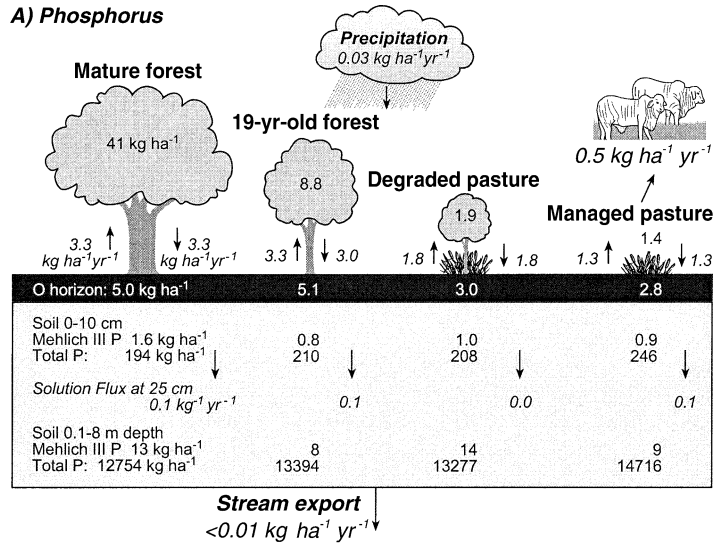 A) Phosphorus
Precipitation
0.03 kg ha⁻¹yr⁻¹
Mature forest
41 kg ha⁻¹
19-yr-old forest
8.8
Degraded pasture
1.9
0.5 kg ha⁻¹ yr⁻¹
Managed pasture
1.4
3.3 kg ha⁻¹yr⁻¹
3.3 kg ha⁻¹yr⁻¹
3.3
3.0
1.8
1.8
1.3
1.3
O horizon: 5.0 kg ha⁻¹ 5.1 3.0 2.8
Soil 0-10 cm
Mehlich III P 1.6 kg ha⁻¹ 0.8 1.0 0.9
Total P: 194 kg ha⁻¹ 210 208 246
Solution Flux at 25 cm
0.1 kg⁻¹ yr⁻¹ 0.1 0.0 0.1
Soil 0.1-8 m depth
Mehlich III P 13 kg ha⁻¹ 8 14 9
Total P: 12754 kg ha⁻¹ 13394 13277 14716
Stream export
<0.01 kg ha⁻¹ yr⁻¹